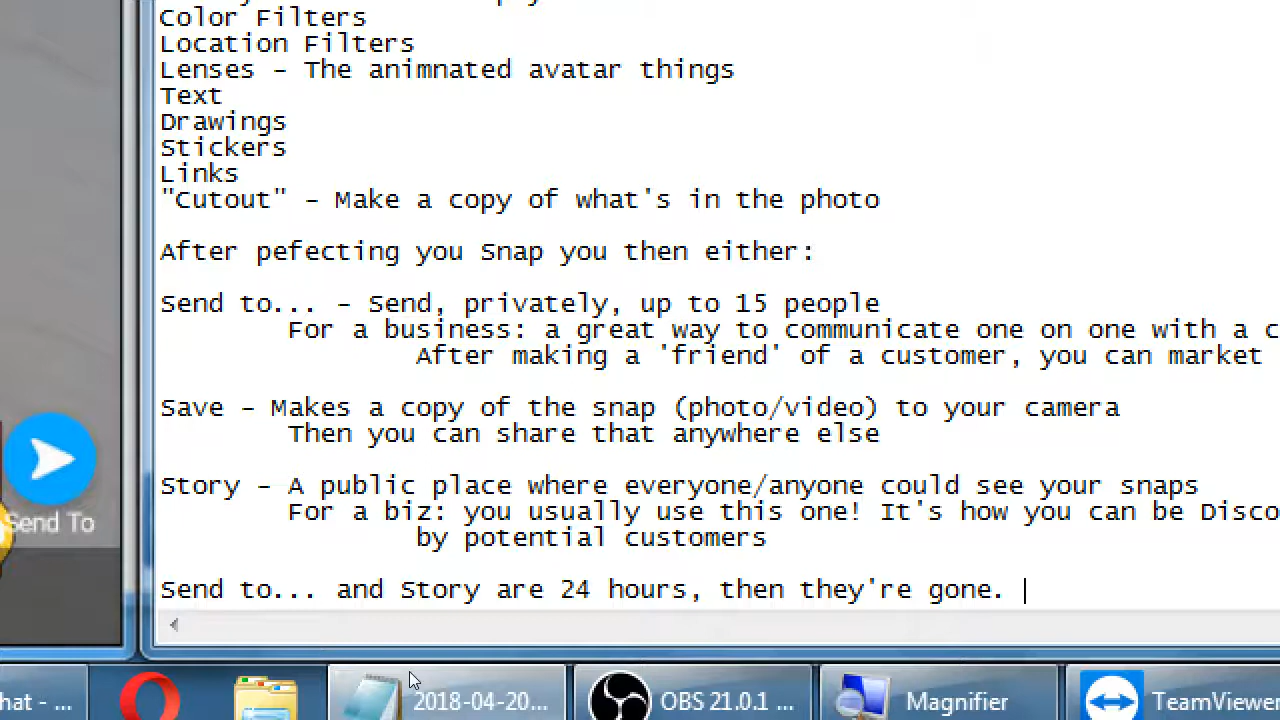 Color Filters
Location Filters
Lenses - The animnated avatar things
Text
Drawings
Stickers
Links
"Cutout" - Make a copy of what's in the photo
After pefecting you Snap you then either:
Send to... - Send, privately, up to 15 people
For a business: a great way to communicate one on one with a c
After making a 'friend' of a customer, you can market
Save - Makes a copy of the snap (photo/video) to your camera
Then you can share that anywhere else
Story - A public place where everyone/anyone could see your snaps
For a biz: you usually use this one! It's how you can be Disco
by potential customers
Send to... and Story are 24 hours, then they're gone.
Send To
hat - ...
2018-04-20...
OBS 21.0.1 ...
Magnifier
TeamViewer